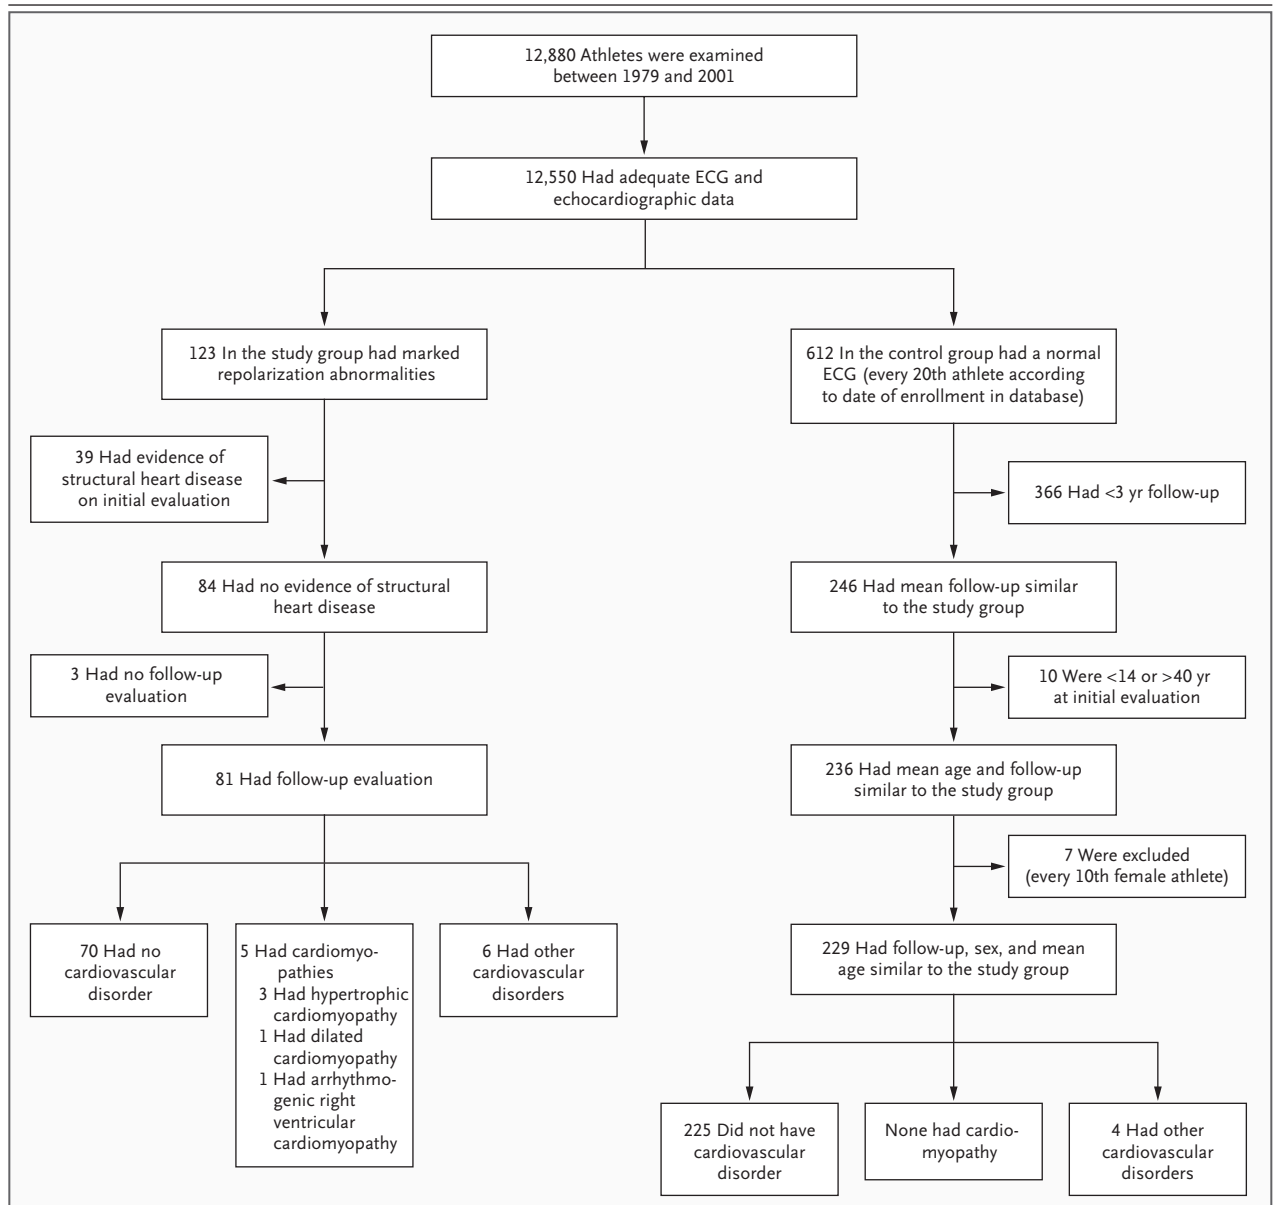 12,880 Athletes were examined
between 1979 and 2001
12,550 Had adequate ECG and
echocardiographic data
123 In the study group had marked
repolarization abnormalities
612 In the control group had a normal
ECG (every 20th athlete according
to date of enrollment in database)
39 Had evidence of
structural heart disease
on initial evaluation
366 Had <3 yr follow-up
84 Had no evidence of structural
heart disease
246 Had mean follow-up similar
to the study group
3 Had no follow-up
evaluation
10 Were <14 or >40 yr
at initial evaluation
81 Had follow-up evaluation
236 Had mean age and follow-up
similar to the study group
7 Were excluded
(every 10th female athlete)
70 Had no
cardiovascular
disorder
5 Had cardiomyo-
pathies
3 Had hypertrophic
cardiomyopathy
1 Had dilated
cardiomyopathy
1 Had arrhythmo-
genic right
ventricular
cardiomyopathy
6 Had other
cardiovascular
disorders
229 Had follow-up, sex, and mean
age similar to the study group
225 Did not have
cardiovascular
disorder
None had cardio-
myopathy
4 Had other
cardiovascular
disorders